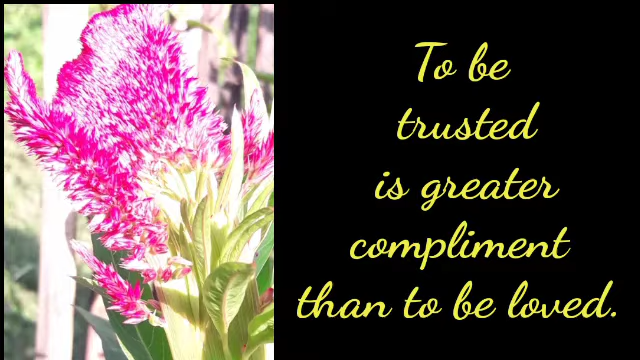 To be
trusted
is greater
compliment
than to be loved.